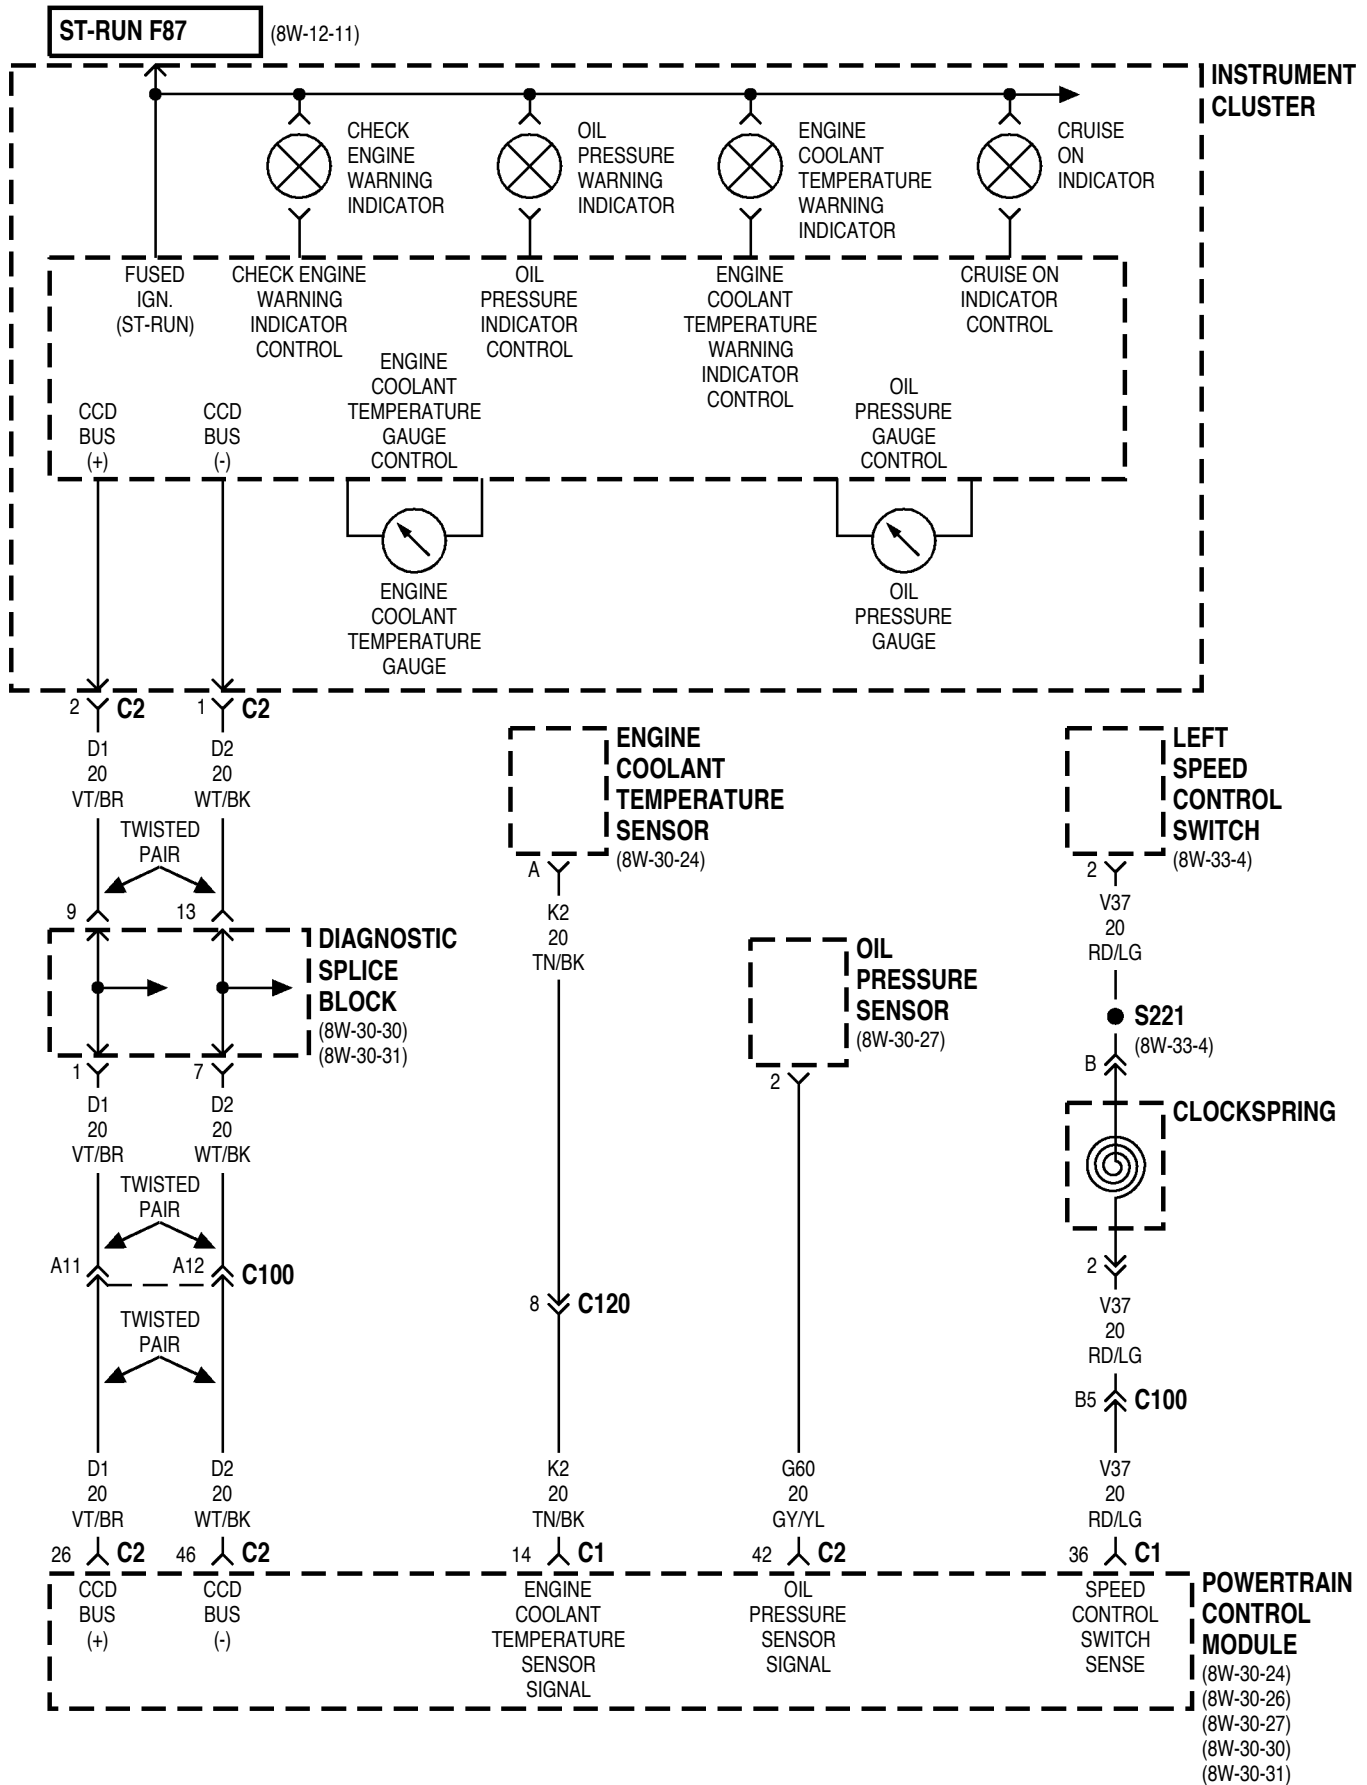 ST-RUN F87
(8W-12-11)
INSTRUMENT
CLUSTER
CHECK
ENGINE
WARNING
INDICATOR
OIL
PRESSURE
WARNING
INDICATOR
ENGINE
COOLANT
TEMPERATURE
WARNING
INDICATOR
CRUISE
ON
INDICATOR
FUSED
IGN.
(ST-RUN)
CHECK ENGINE
WARNING
INDICATOR
CONTROL
OIL
PRESSURE
INDICATOR
CONTROL
ENGINE
COOLANT
TEMPERATURE
WARNING
INDICATOR
CONTROL
CRUISE ON
INDICATOR
CONTROL
CCD
BUS
(+)
CCD
BUS
(-)
ENGINE
COOLANT
TEMPERATURE
GAUGE
CONTROL
OIL
PRESSURE
GAUGE
CONTROL
ENGINE
COOLANT
TEMPERATURE
GAUGE
OIL
PRESSURE
GAUGE
2 C2
1 C2
D1
20
VT/BR
D2
20
WT/BK
TWISTED
PAIR
9
13
DIAGNOSTIC
SPLICE
BLOCK
(8W-30-30)
(8W-30-31)
1
7
D1
20
VT/BR
D2
20
WT/BK
TWISTED
PAIR
A11
A12 C100
TWISTED
PAIR
D1
20
VT/BR
D2
20
WT/BK
26 C2
46 C2
ENGINE
COOLANT
TEMPERATURE
SENSOR
(8W-30-24)
A
K2
20
TN/BK
8 C120
K2
20
TN/BK
14 C1
OIL
PRESSURE
SENSOR
(8W-30-27)
2
G60
20
GY/YL
42 C2
LEFT
SPEED
CONTROL
SWITCH
(8W-33-4)
2
V37
20
RD/LG
S221
(8W-33-4)
B
CLOCKSPRING
2
V37
20
RD/LG
B5 C100
V37
20
RD/LG
36 C1
CCD
BUS
(+)
CCD
BUS
(-)
ENGINE
COOLANT
TEMPERATURE
SENSOR
SIGNAL
OIL
PRESSURE
SENSOR
SIGNAL
SPEED
CONTROL
SWITCH
SENSE
POWERTRAIN
CONTROL
MODULE
(8W-30-24)
(8W-30-26)
(8W-30-27)
(8W-30-30)
(8W-30-31)